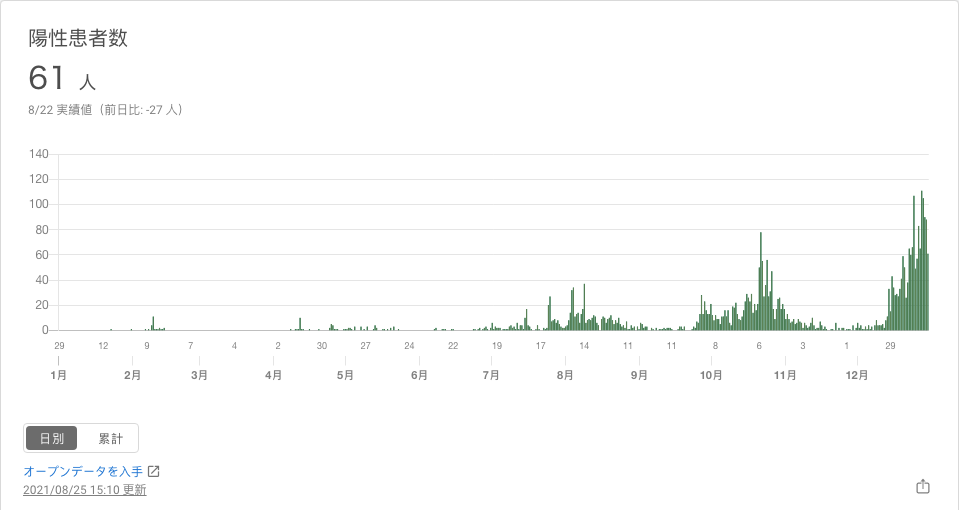 陽性患者数
61 人
8/22 実績値（前日比: -27 人）
140
120
100
80
60
40
20
0
29 12 9 7 4 2 30 27 24 22 19 17 14 11 11 8 6 3 1 29
1月 2月 3月 4月 5月 6月 7月 8月 9月 10月 11月 12月
日別 累計
オープンデータを入手
2021/08/25 15:10 更新